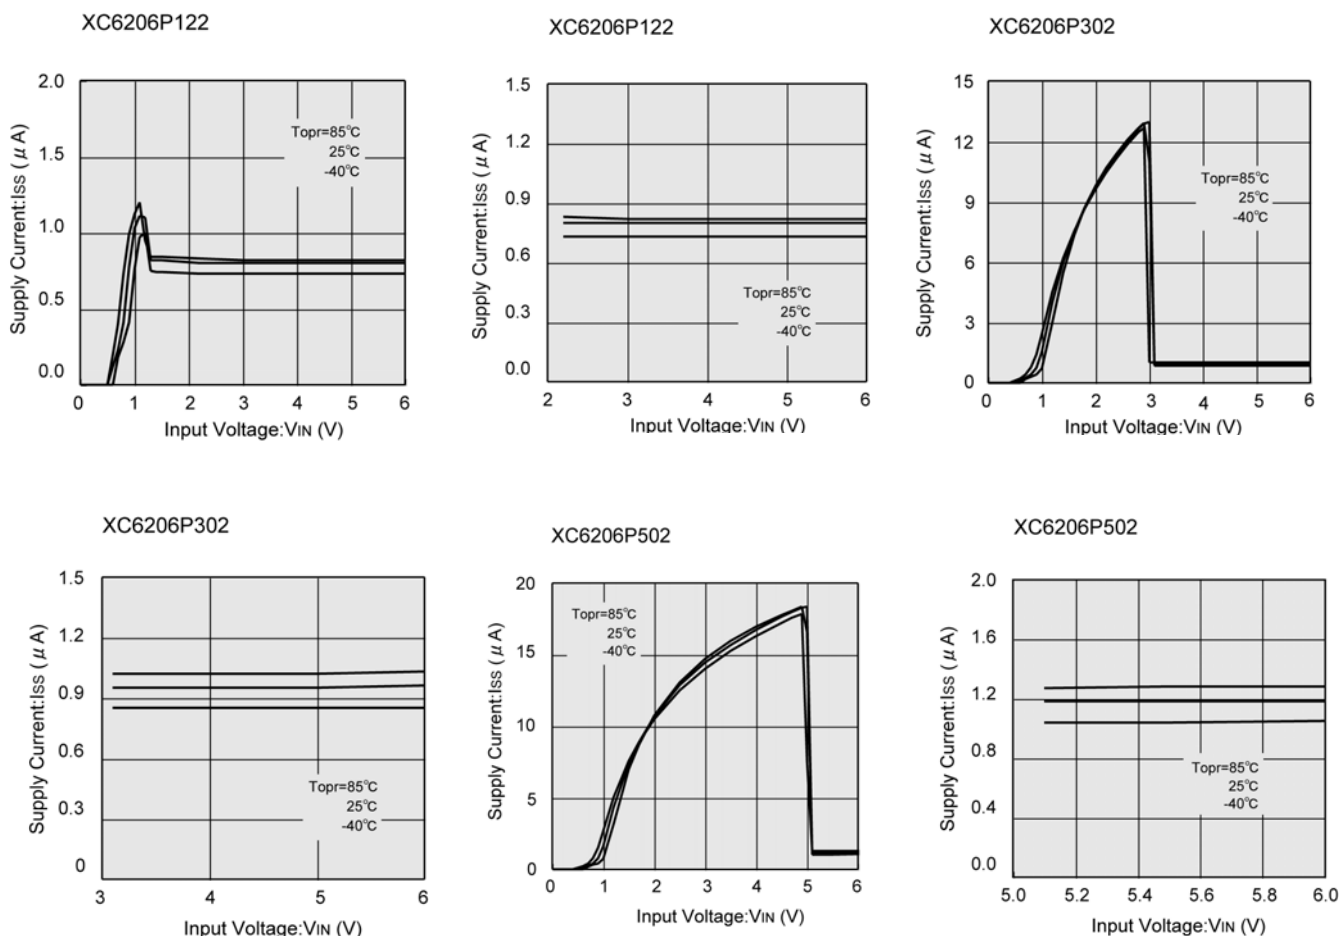 XC6206P122
2.0
1.5
1.0
0.5
0.0
Supply Current:ISS ( μ A)
Topr=85℃
25℃
-40℃
0 1 2 3 4 5 6
Input Voltage:VIN (V)
XC6206P122
1.5
1.2
0.9
0.6
0.3
0.0
Supply Current:ISS ( μ A)
Topr=85℃
25℃
-40℃
2 3 4 5 6
Input Voltage:VIN (V)
XC6206P302
15
12
9
6
3
0
Supply Current:ISS ( μ A)
Topr=85℃
25℃
-40℃
0 1 2 3 4 5 6
Input Voltage:VIN (V)
XC6206P302
1.5
1.2
0.9
0.6
0.3
0
Supply Current:ISS ( μ A)
Topr=85℃
25℃
-40℃
3 4 5 6
Input Voltage:VIN (V)
XC6206P502
20
15
10
5
0
Supply Current:ISS ( μ A)
Topr=85℃
25℃
-40℃
0 1 2 3 4 5 6
Input Voltage:VIN (V)
XC6206P502
2.0
1.6
1.2
0.8
0.4
0.0
Supply Current:ISS ( μ A)
Topr=85℃
25℃
-40℃
5.0 5.2 5.4 5.6 5.8 6.0
Input Voltage:VIN (V)